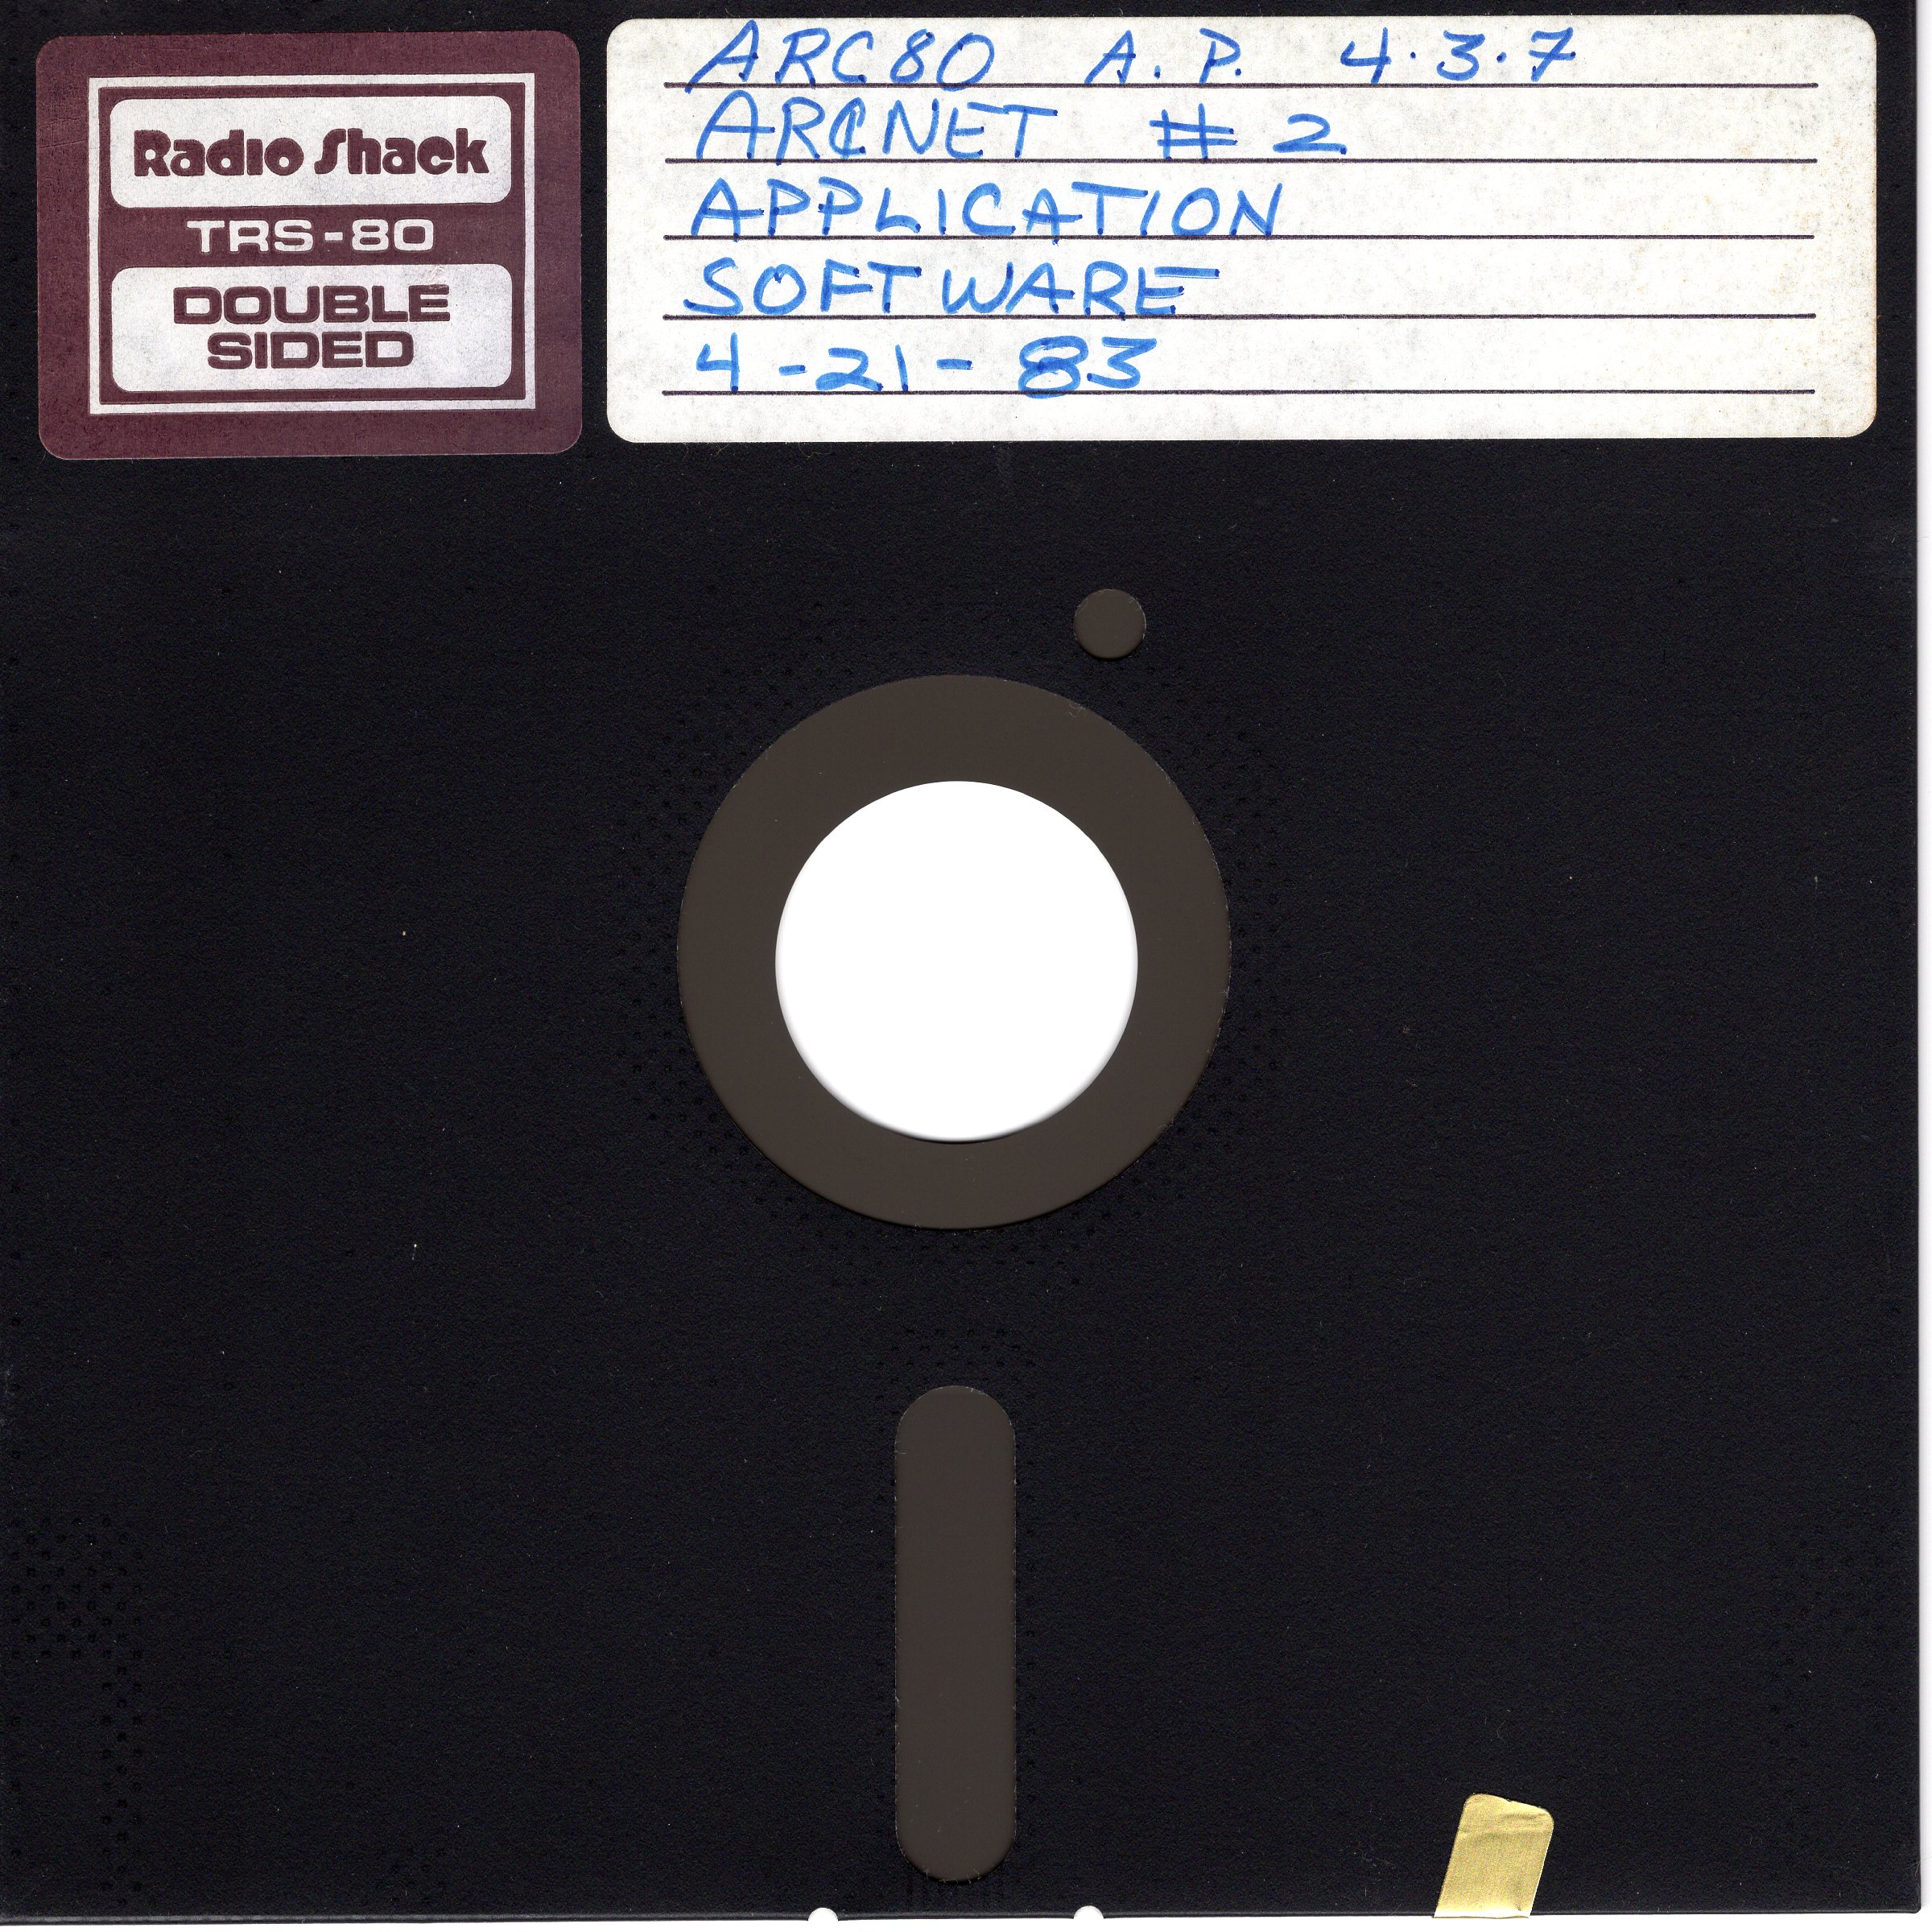 Radio Shack
TRS-80
DOUBLE
SIDED
ARC80 A.P. 4.3.7
ARCNET # 2
APPLICATION
SOFTWARE
4-21-83